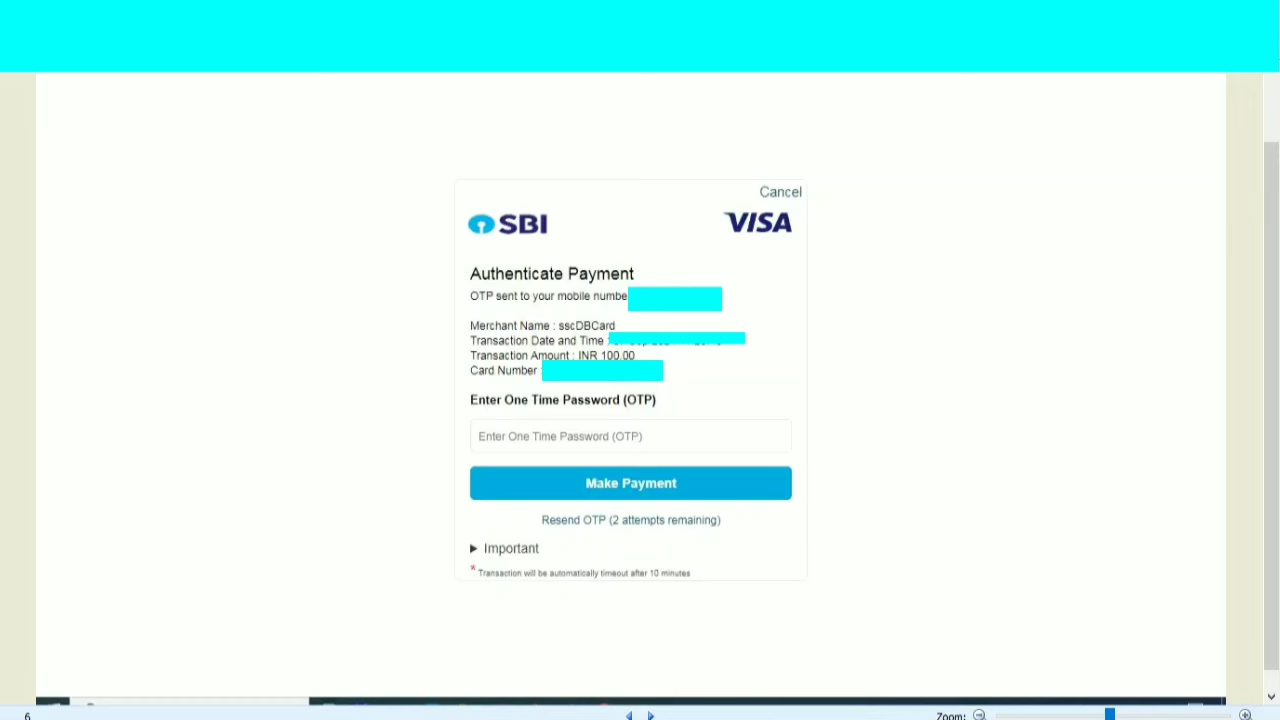 Cancel
SBI
VISA
Authenticate Payment
OTP sent to your mobile numbe
Merchant Name : sscDBCard
Transaction Date and Time :
Transaction Amount : INR 100.00
Card Number :
Enter One Time Password (OTP)
Enter One Time Password (OTP)
Make Payment
Resend OTP (2 attempts remaining)
► Important
* Transaction will be automatically timeout after 10 minutes
6
Zoom: